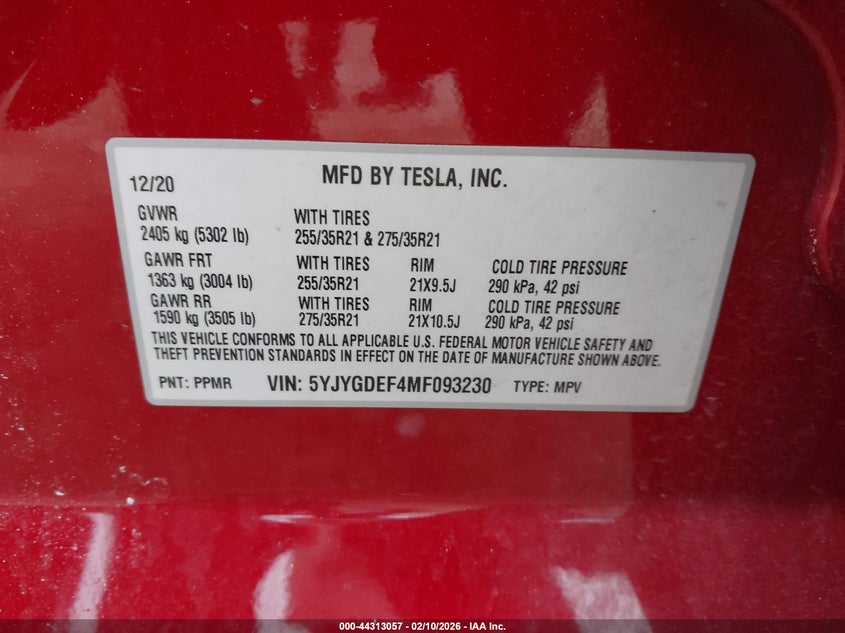 12/20 MFD BY TESLA, INC.
GVWR WITH TIRES
2405 kg (5302 lb) 255/35R21 & 275/35R21
GAWR FRT WITH TIRES RIM COLD TIRE PRESSURE
1363 kg (3004 lb) 255/35R21 21X9.5J 290 kPa, 42 psi
GAWR RR WITH TIRES RIM COLD TIRE PRESSURE
1590 kg (3505 lb) 275/35R21 21X10.5J 290 kPa, 42 psi
THIS VEHICLE CONFORMS TO ALL APPLICABLE U.S. FEDERAL MOTOR VEHICLE SAFETY AND
THEFT PREVENTION STANDARDS IN EFFECT ON THE DATE OF MANUFACTURE SHOWN ABOVE.
PNT: PPMR VIN: 5YJYGDEF4MF093230 TYPE: MPV
000-44313057 - 02/10/2026 - IAA Inc.